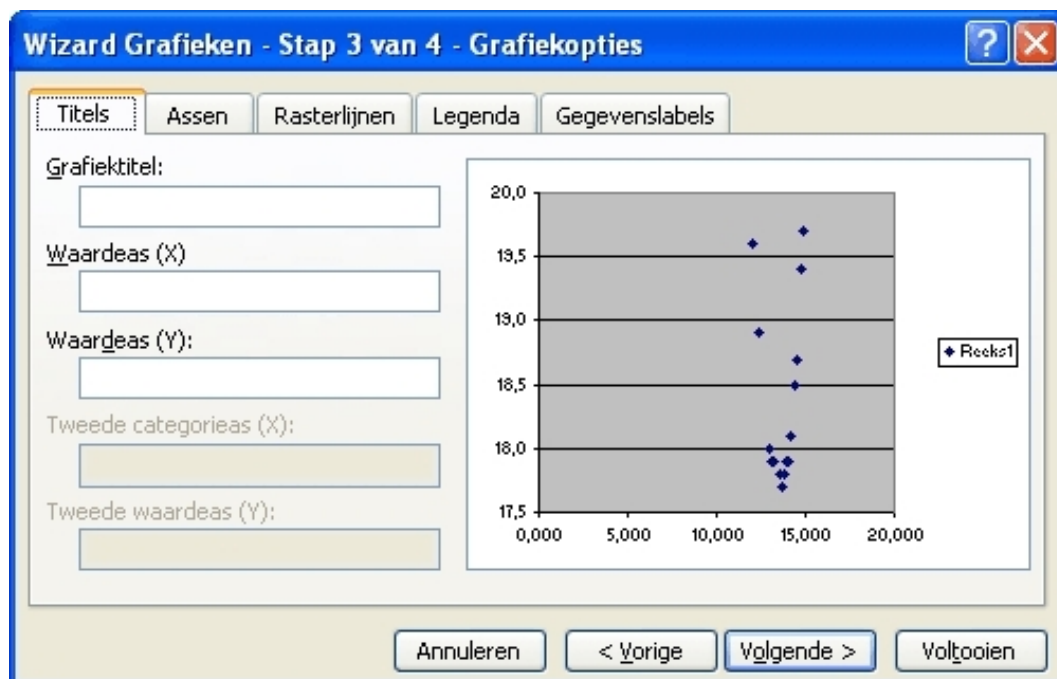 Wizard Grafieken - Stap 3 van 4 - Grafiekopties
Titels Assen Rasterlijnen Legenda Gegevenslabels
Grafiektitel:
Waardeas (X)
Waardeas (Y):
Tweede categorieas (X):
Tweede waardeas (Y):
20,0
19,5
19,0
18,5
18,0
17,5
0,000 5,000 10,000 15,000 20,000
Reeks1
Annuleren < Vorige Volgende > Voltooien